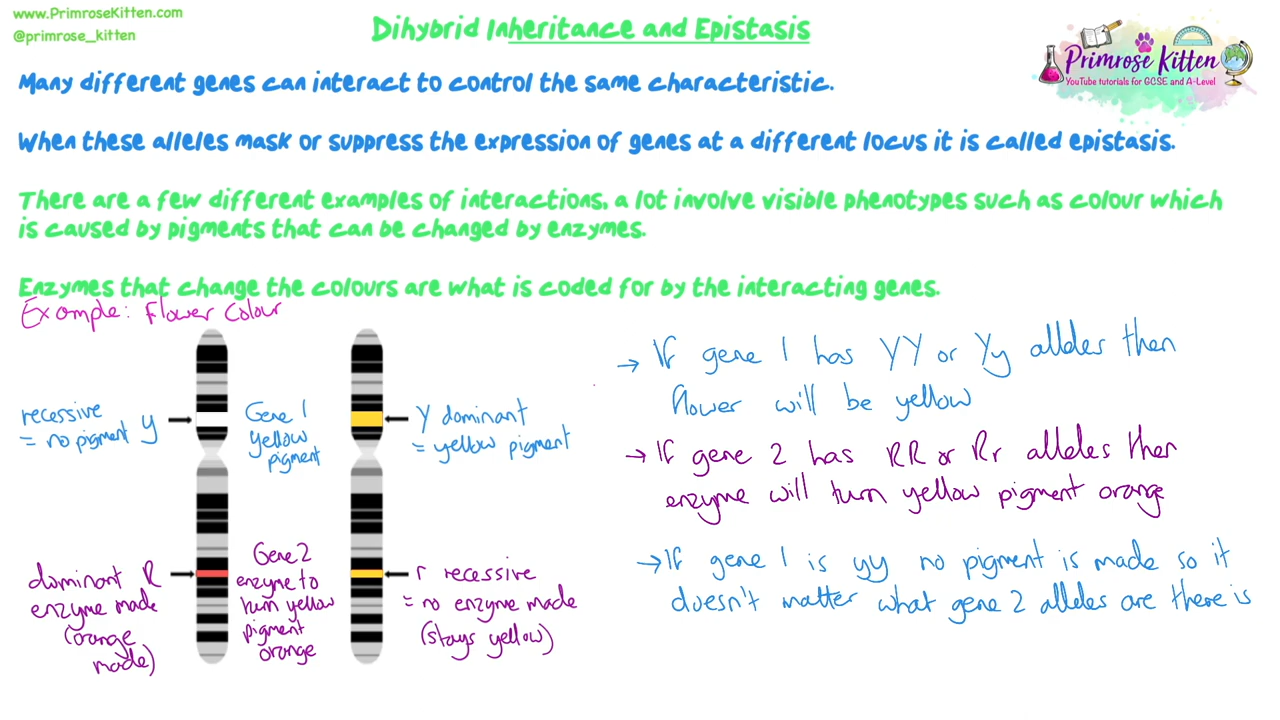 www.PrimroseKitten.com
@primrose_kitten
Dihybrid Inheritance and Epistasis
Primrose Kitten
YouTube tutorials for GCSE and A-Level
Many different genes can interact to control the same characteristic.
When these alleles mask or suppress the expression of genes at a different locus it is called epistasis.
There are a few different examples of interactions, a lot involve visible phenotypes such as colour which
is caused by pigments that can be changed by enzymes.
Enzymes that change the colours are what is coded for by the interacting genes.
Example: Flower Colour
recessive
= no pigment y
Gene 1
yellow
pigment
Y dominant
= yellow pigment
dominant R
enzyme made
(orange
made)
Gene 2
enzyme to
turn yellow
pigment
orange
r recessive
= no enzyme made
(stays yellow)
→ If gene 1 has YY or Yy alleles then
flower will be yellow
→ If gene 2 has RR or Rr alleles then
enzyme will turn yellow pigment orange
→ If gene 1 is yy no pigment is made so it
doesn't matter what gene 2 alleles are there is